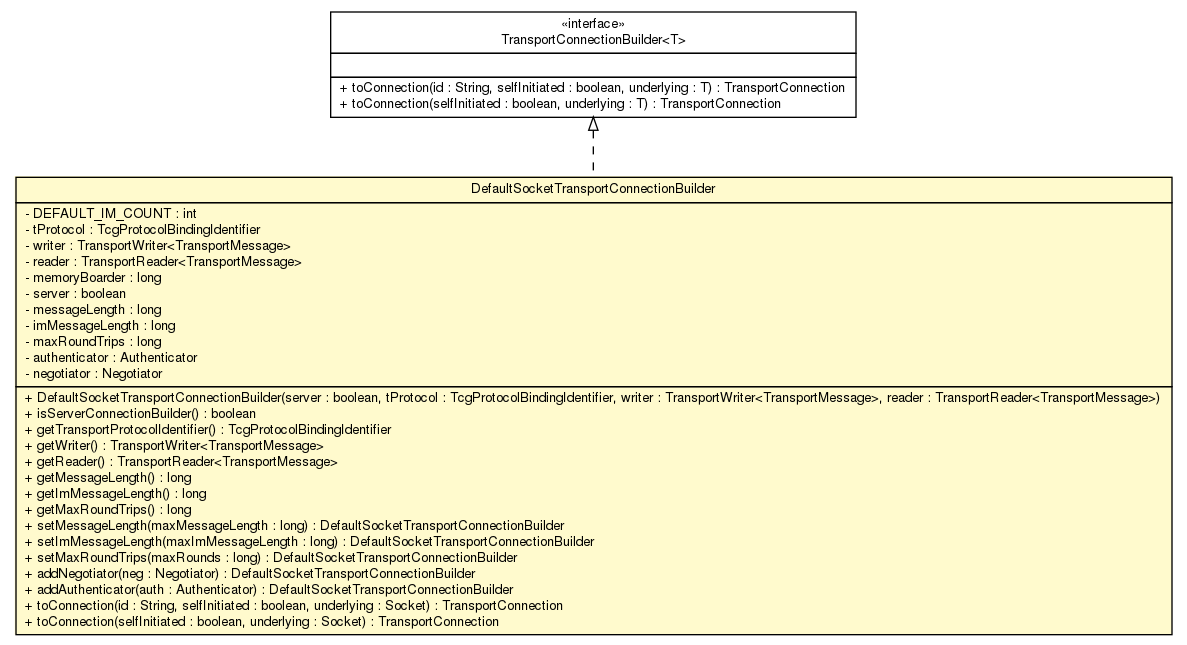 «interface»
TransportConnectionBuilder<T>
+ toConnection(id : String, selfInitiated : boolean, underlying : T) : TransportConnection
+ toConnection(selfInitiated : boolean, underlying : T) : TransportConnection
DefaultSocketTransportConnectionBuilder
- DEFAULT_IM_COUNT : int
- tProtocol : TcgProtocolBindingIdentifier
- writer : TransportWriter<TransportMessage>
- reader : TransportReader<TransportMessage>
- memoryBoarder : long
- server : boolean
- messageLength : long
- imMessageLength : long
- maxRoundTrips : long
- authenticator : Authenticator
- negotiator : Negotiator
+ DefaultSocketTransportConnectionBuilder(server : boolean, tProtocol : TcgProtocolBindingIdentifier, writer : TransportWriter<TransportMessage>, reader : TransportReader<TransportMessage>)
+ isServerConnectionBuilder() : boolean
+ getTransportProtocolIdentifier() : TcgProtocolBindingIdentifier
+ getWriter() : TransportWriter<TransportMessage>
+ getReader() : TransportReader<TransportMessage>
+ getMessageLength() : long
+ getImMessageLength() : long
+ getMaxRoundTrips() : long
+ setMessageLength(maxMessageLength : long) : DefaultSocketTransportConnectionBuilder
+ setImMessageLength(maxImMessageLength : long) : DefaultSocketTransportConnectionBuilder
+ setMaxRoundTrips(maxRounds : long) : DefaultSocketTransportConnectionBuilder
+ addNegotiator(neg : Negotiator) : DefaultSocketTransportConnectionBuilder
+ addAuthenticator(auth : Authenticator) : DefaultSocketTransportConnectionBuilder
+ toConnection(id : String, selfInitiated : boolean, underlying : Socket) : TransportConnection
+ toConnection(selfInitiated : boolean, underlying : Socket) : TransportConnection